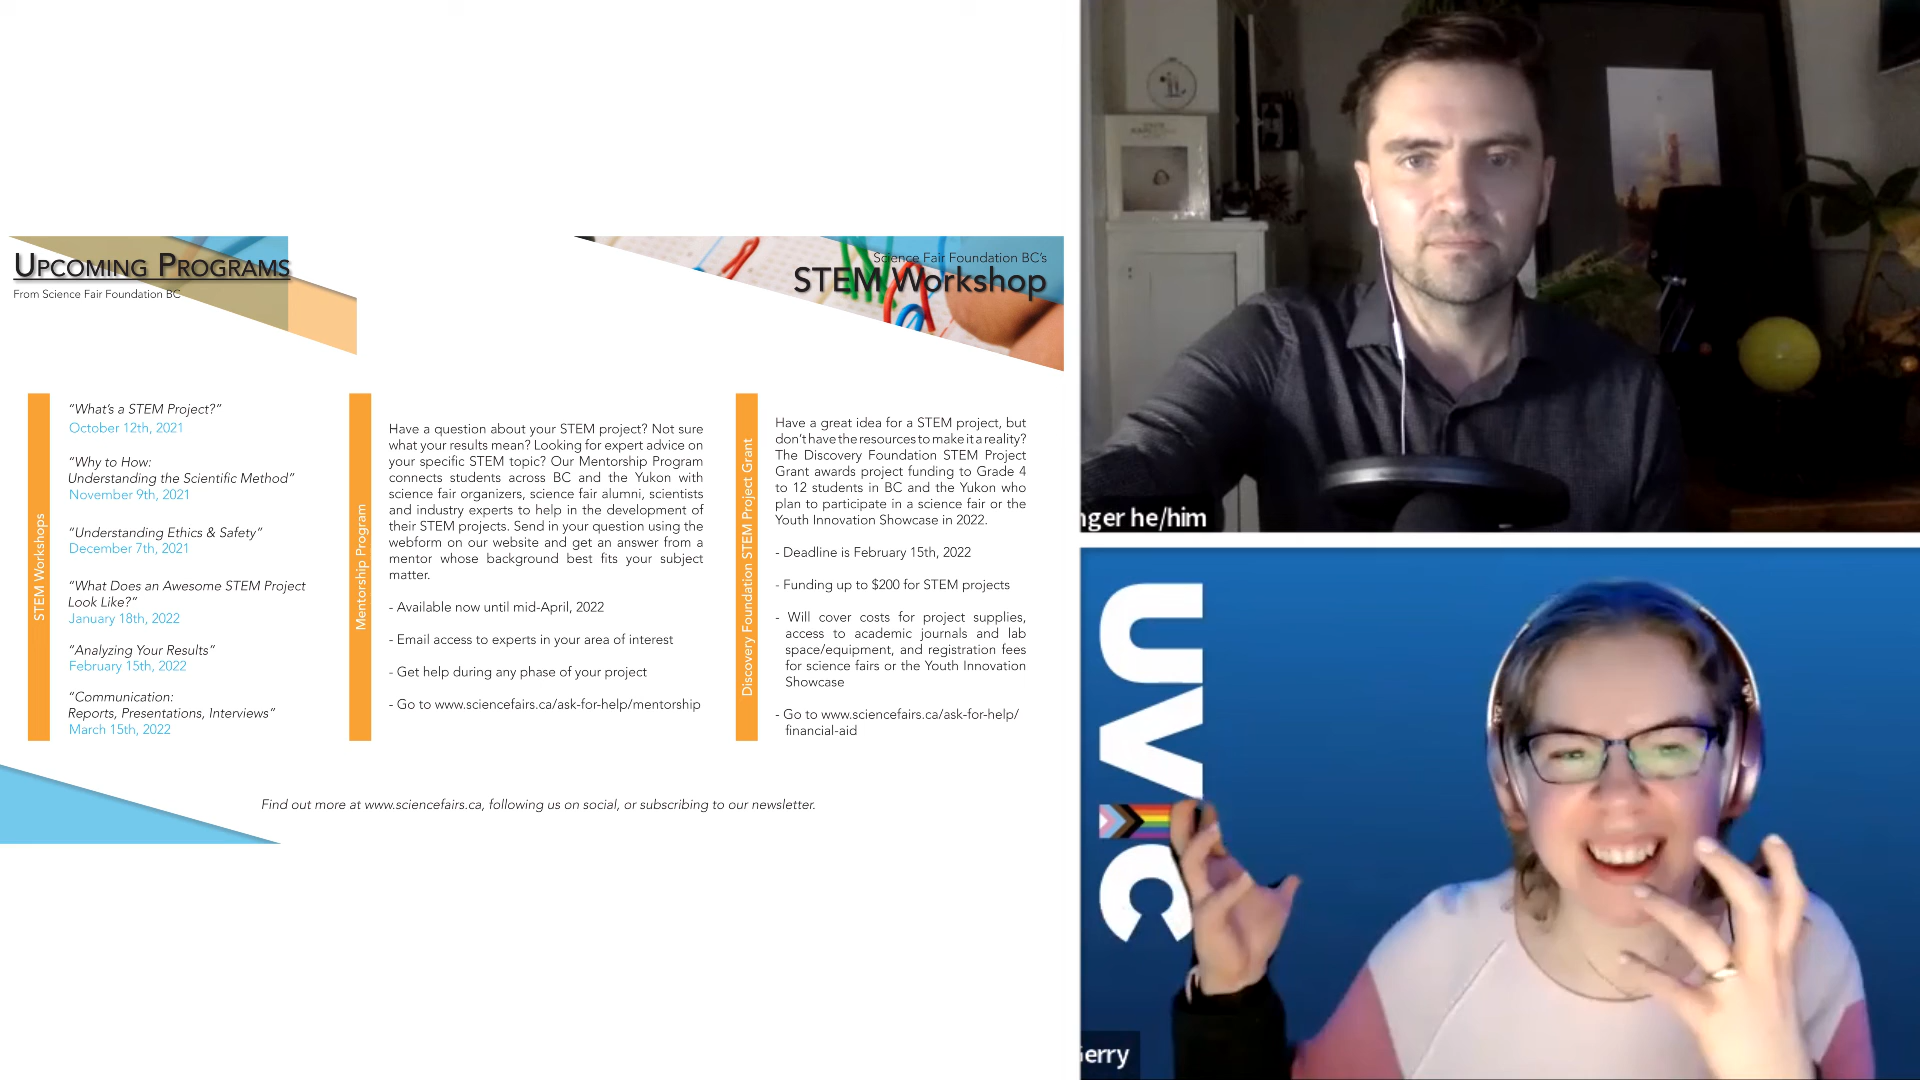 UPCOMING PROGRAMS
From Science Fair Foundation BC
Science Fair Foundation BC's
STEM Workshop
STEM Workshops
"What's a STEM Project?"
October 12th, 2021
"Why to How:
Understanding the Scientific Method"
November 9th, 2021
"Understanding Ethics & Safety"
December 7th, 2021
"What Does an Awesome STEM Project
Look Like?"
January 18th, 2022
"Analyzing Your Results"
February 15th, 2022
"Communication:
Reports, Presentations, Interviews"
March 15th, 2022
Mentorship Program
Have a question about your STEM project? Not sure
what your results mean? Looking for expert advice on
your specific STEM topic? Our Mentorship Program
connects students across BC and the Yukon with
science fair organizers, science fair alumni, scientists
and industry experts to help in the development of
their STEM projects. Send in your question using the
webform on our website and get an answer from a
mentor whose background best fits your subject
matter.
- Available now until mid-April, 2022
- Email access to experts in your area of interest
- Get help during any phase of your project
- Go to www.sciencefairs.ca/ask-for-help/mentorship
Discovery Foundation STEM Project Grant
Have a great idea for a STEM project, but
don't have the resources to make it a reality?
The Discovery Foundation STEM Project
Grant awards project funding to Grade 4
to 12 students in BC and the Yukon who
plan to participate in a science fair or the
Youth Innovation Showcase in 2022.
- Deadline is February 15th, 2022
- Funding up to $200 for STEM projects
- Will cover costs for project supplies,
access to academic journals and lab
space/equipment, and registration fees
for science fairs or the Youth Innovation
Showcase
- Go to www.sciencefairs.ca/ask-for-help/
financial-aid
Find out more at www.sciencefairs.ca, following us on social, or subscribing to our newsletter.
nger he/him
UVIC
Gerry